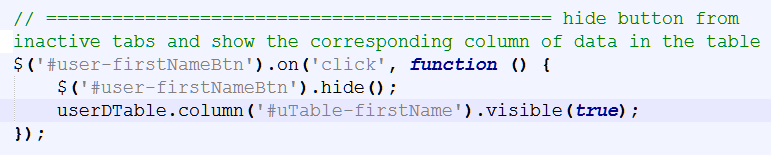 // ============================================== hide button from
inactive tabs and show the corresponding column of data in the table
$('#user-firstNameBtn').on('click', function () {
    $('#user-firstNameBtn').hide();
    userDTable.column('#uTable-firstName').visible(true);
});